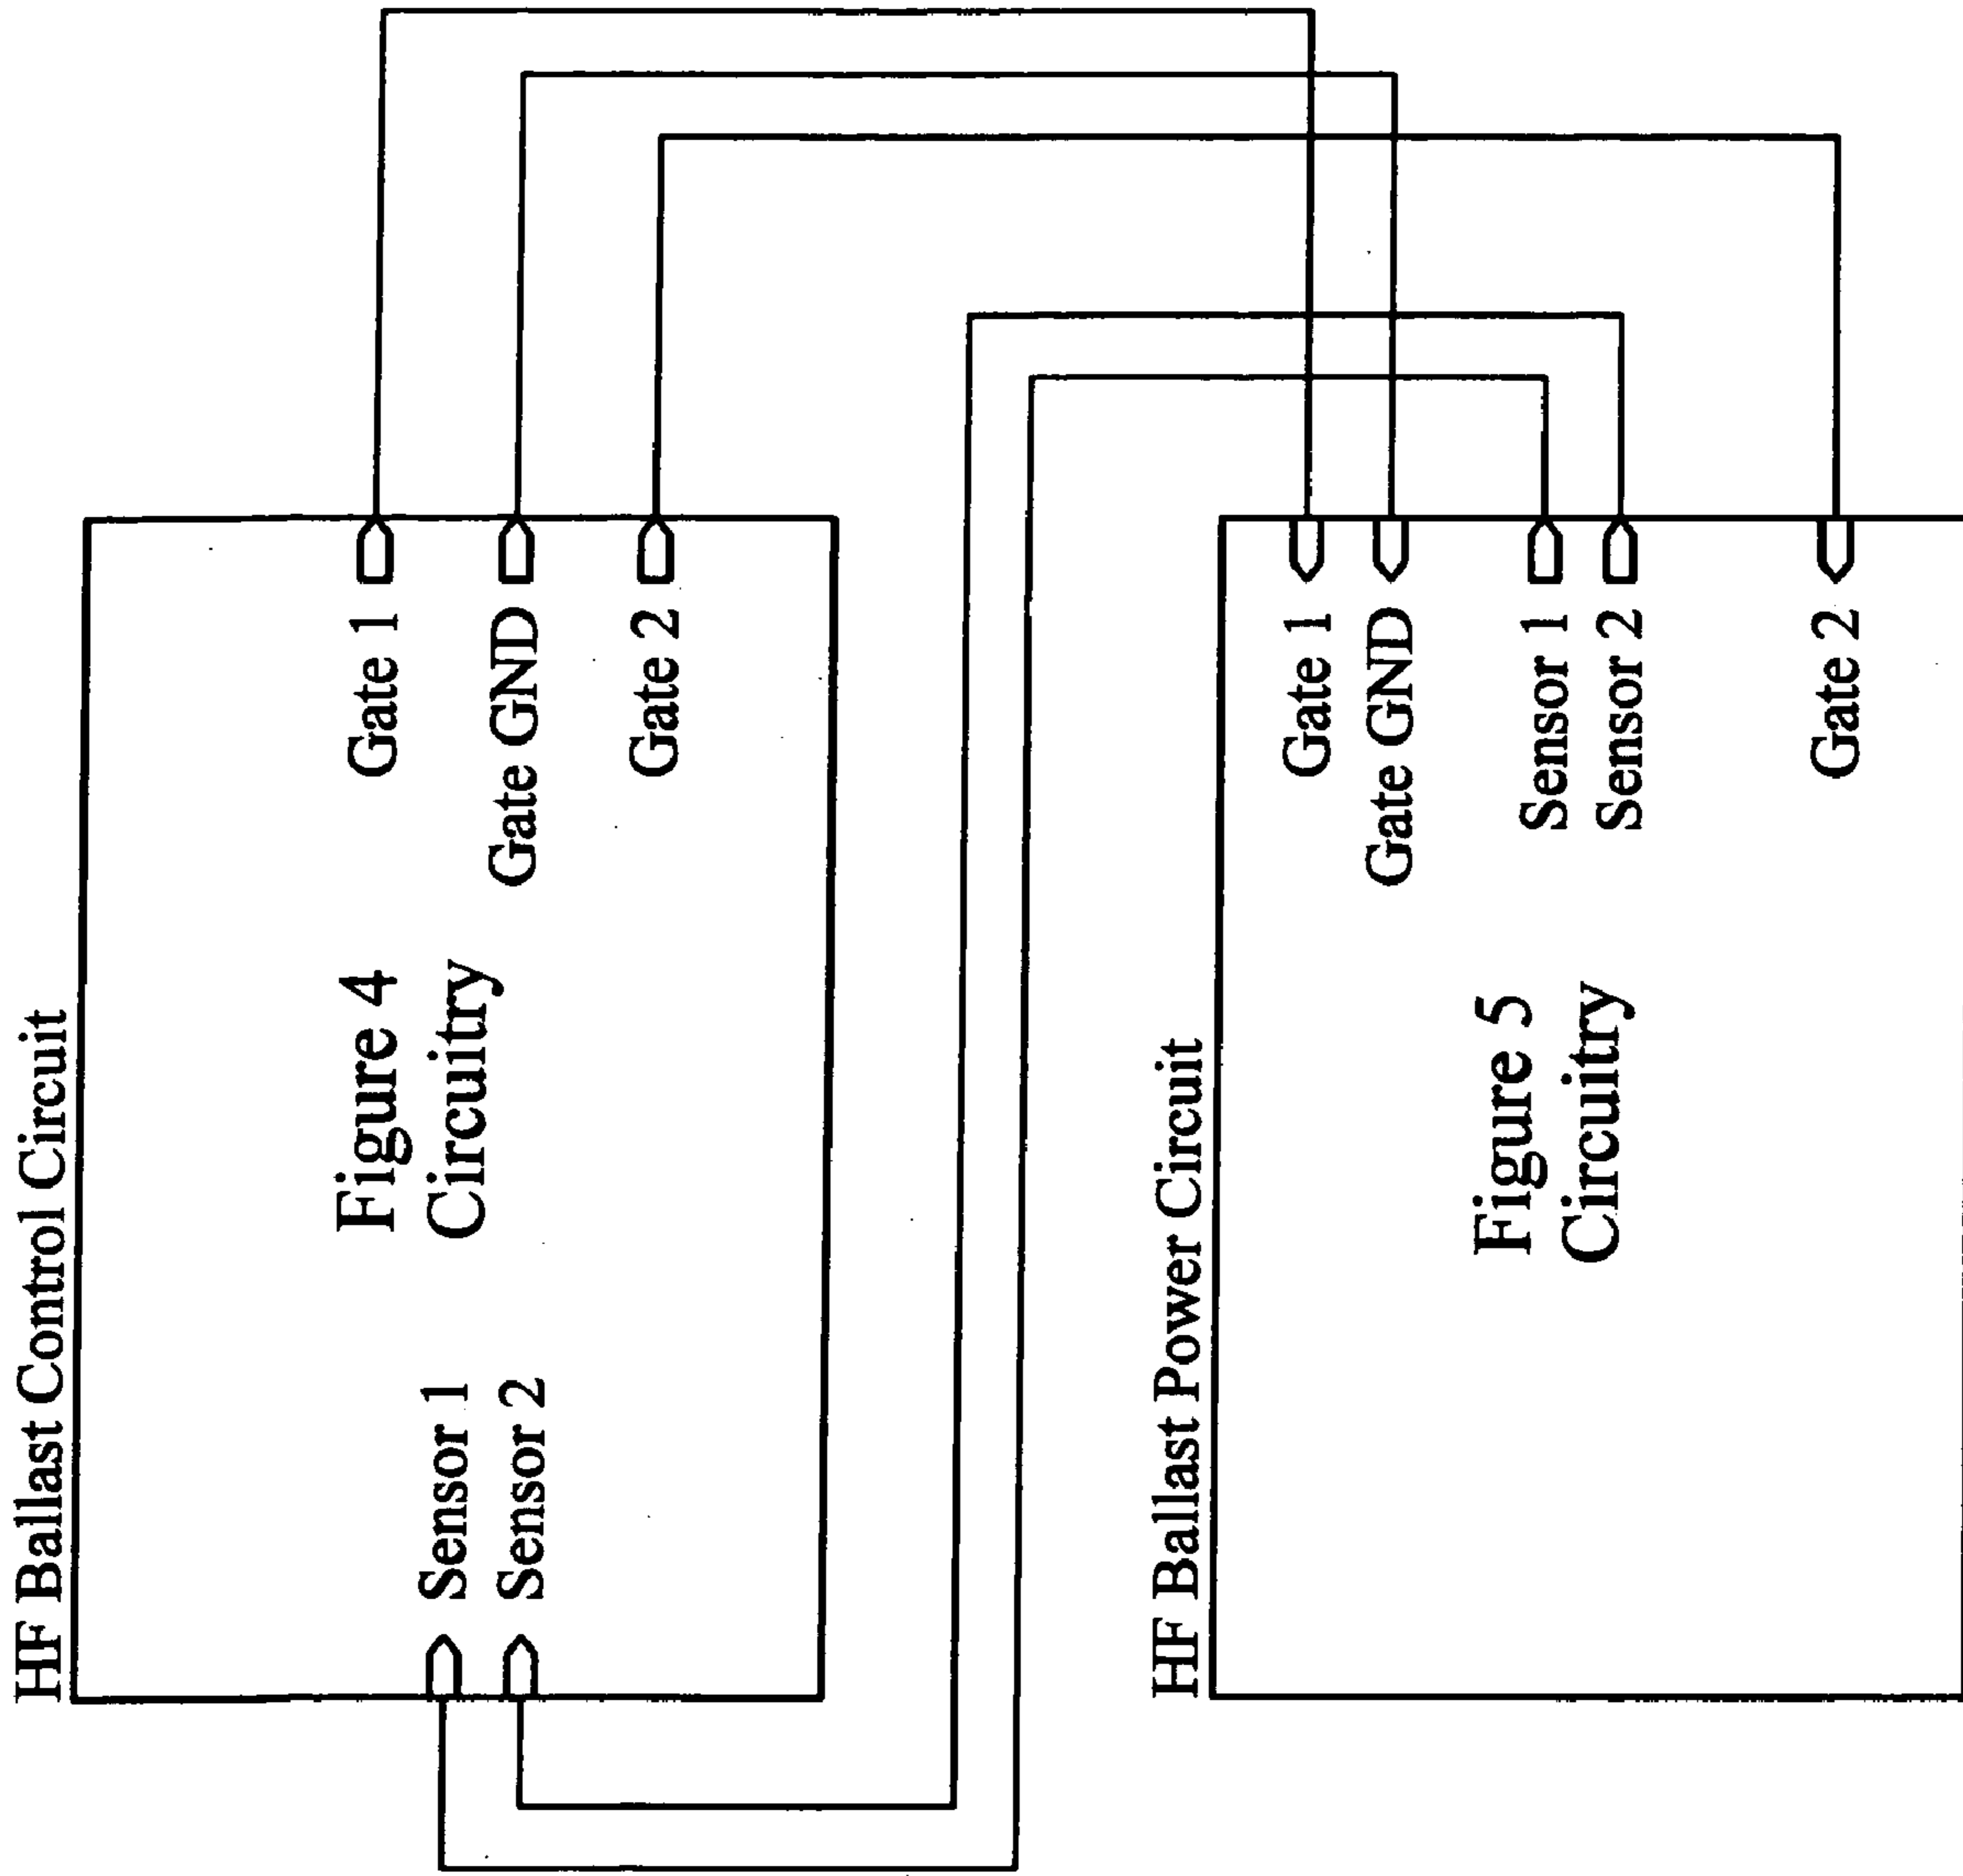 HF Ballast Control Circuit
Sensor 1
Sensor 2
Figure 4
Circuitry
Gate 1
Gate GND
Gate 2
HF Ballast Power Circuit
Figure 5
Circuitry
Gate 1
Gate GND
Sensor 1
Sensor 2
Gate 2